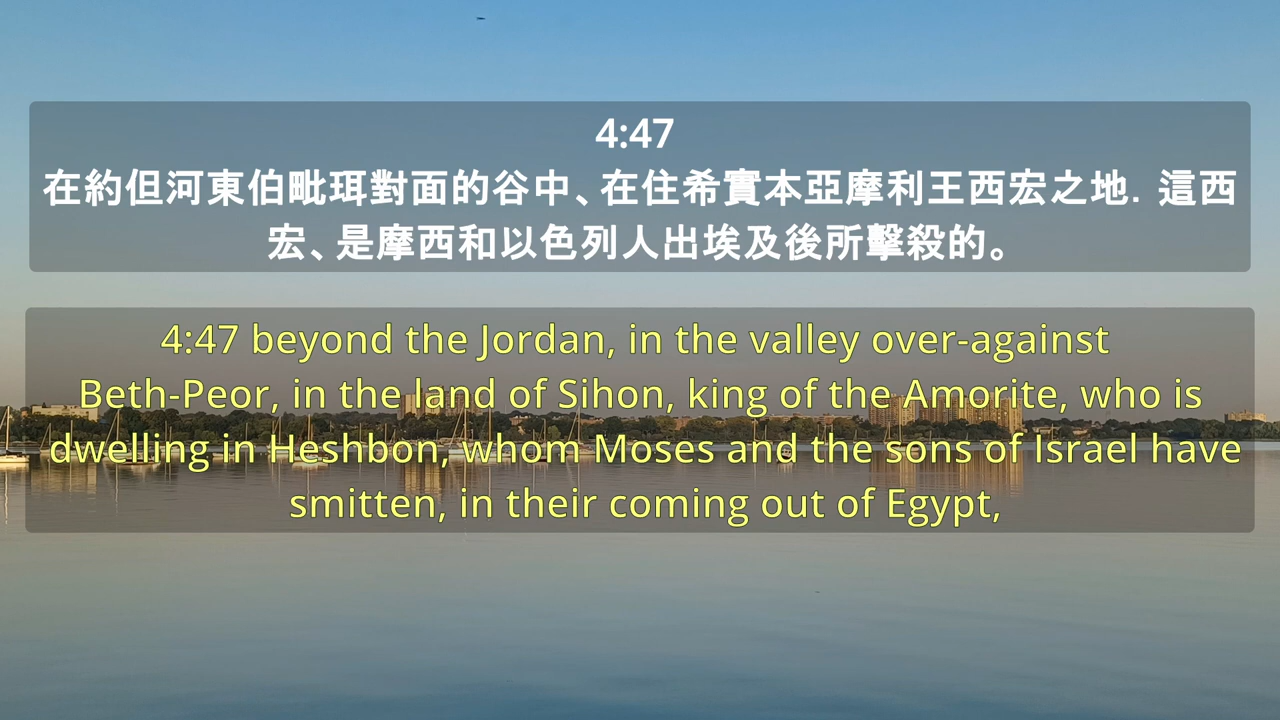 4:47
在約但河東伯毗珥對面的谷中、在住希實本亞摩利王西宏之地．這西
宏、是摩西和以色列人出埃及後所擊殺的。
4:47 beyond the Jordan, in the valley over-against
Beth-Peor, in the land of Sihon, king of the Amorite, who is
dwelling in Heshbon, whom Moses and the sons of Israel have
smitten, in their coming out of Egypt,